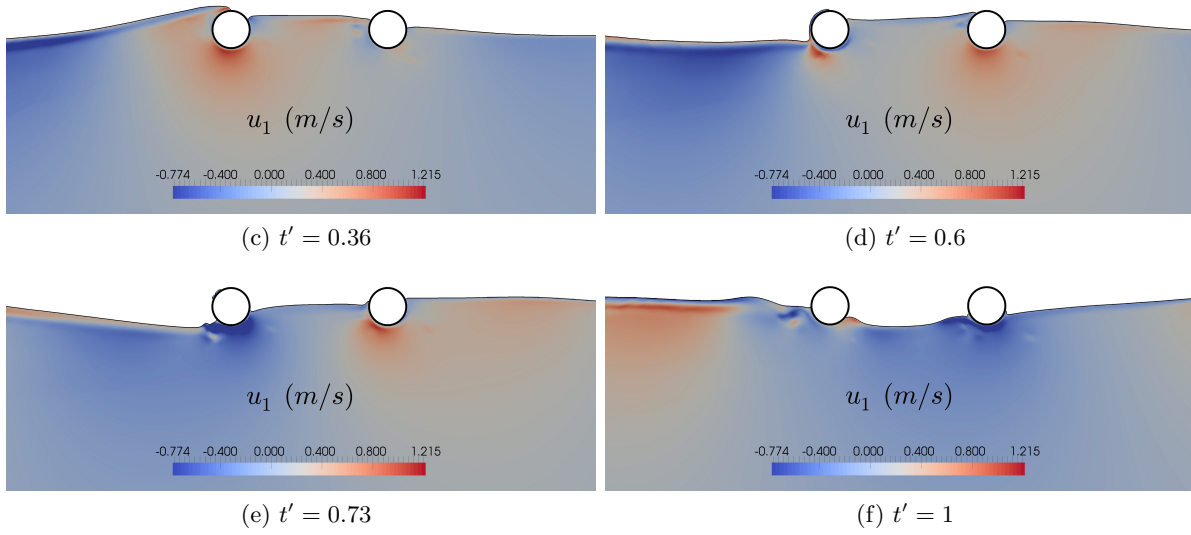 u₁ (m/s)
-0.774 -0.400 0.000 0.400 0.800 1.215
(c) t′ = 0.36
u₁ (m/s)
-0.774 -0.400 0.000 0.400 0.800 1.215
(d) t′ = 0.6
u₁ (m/s)
-0.774 -0.400 0.000 0.400 0.800 1.215
(e) t′ = 0.73
u₁ (m/s)
-0.774 -0.400 0.000 0.400 0.800 1.215
(f) t′ = 1